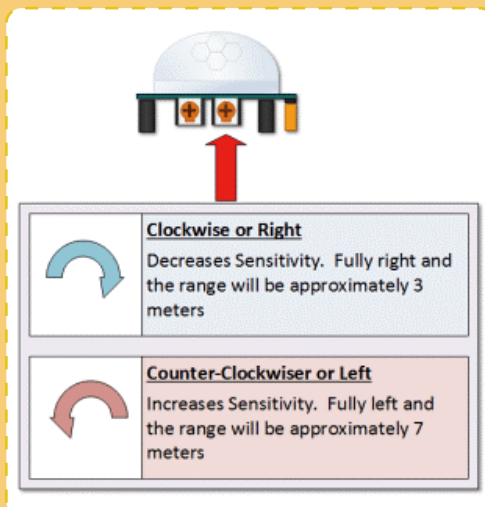 Clockwise or Right
Decreases Sensitivity. Fully right and
the range will be approximately 3
meters
Counter-Clockwiser or Left
Increases Sensitivity. Fully left and
the range will be approximately 7
meters